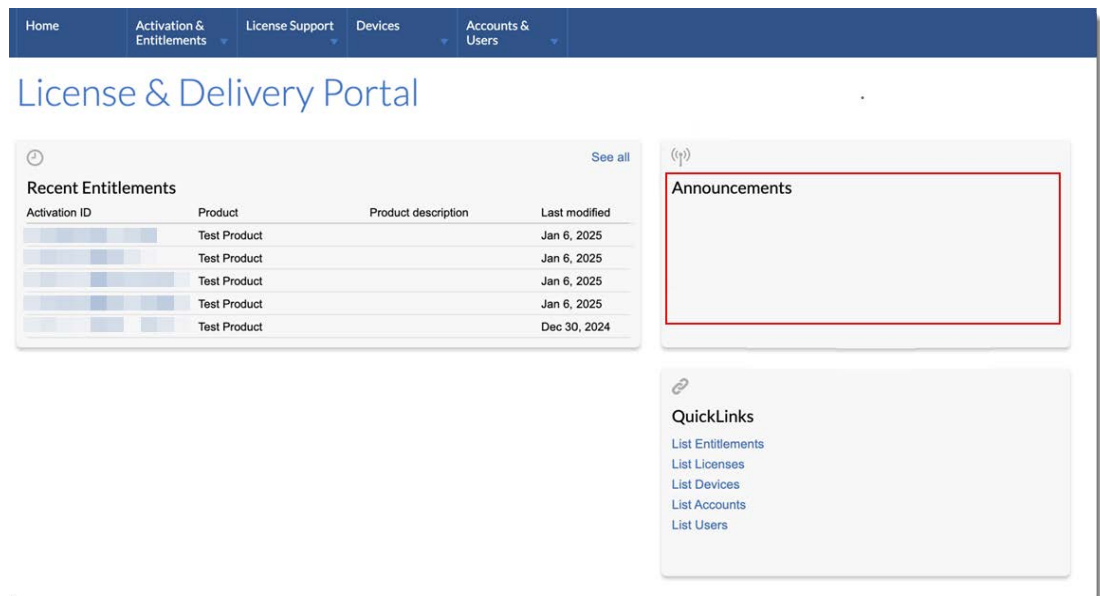 Home
Activation &
Entitlements
License Support
Devices
Accounts &
Users
License & Delivery Portal
See all
Recent Entitlements
Activation ID Product Product description Last modified
Test Product Jan 6, 2025
Test Product Jan 6, 2025
Test Product Jan 6, 2025
Test Product Jan 6, 2025
Test Product Dec 30, 2024
Announcements
QuickLinks
List Entitlements
List Licenses
List Devices
List Accounts
List Users